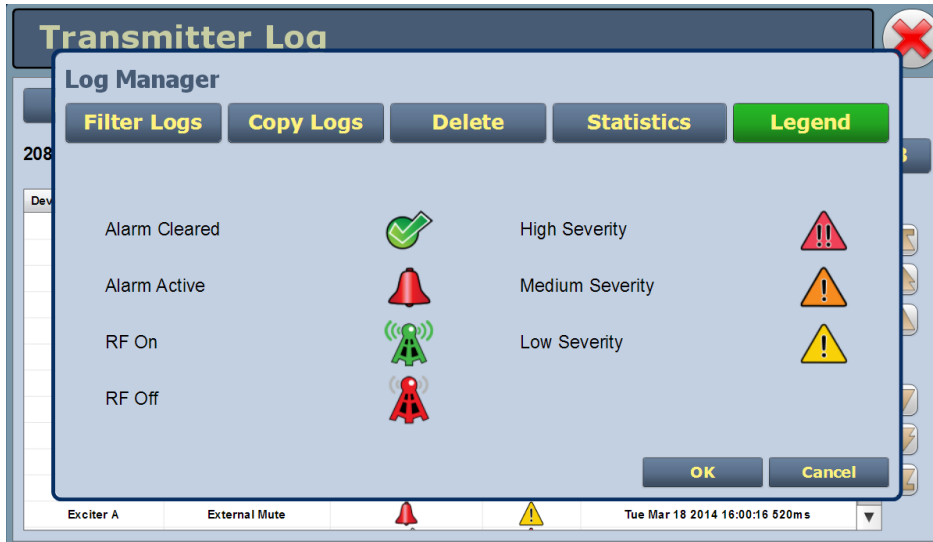 Transmitter Log
Log Manager
Filter Logs Copy Logs Delete Statistics Legend
208
Dev
Alarm Cleared High Severity
Alarm Active Medium Severity
RF On Low Severity
RF Off
OK Cancel
Exciter A External Mute Tue Mar 18 2014 16:00:16 520ms